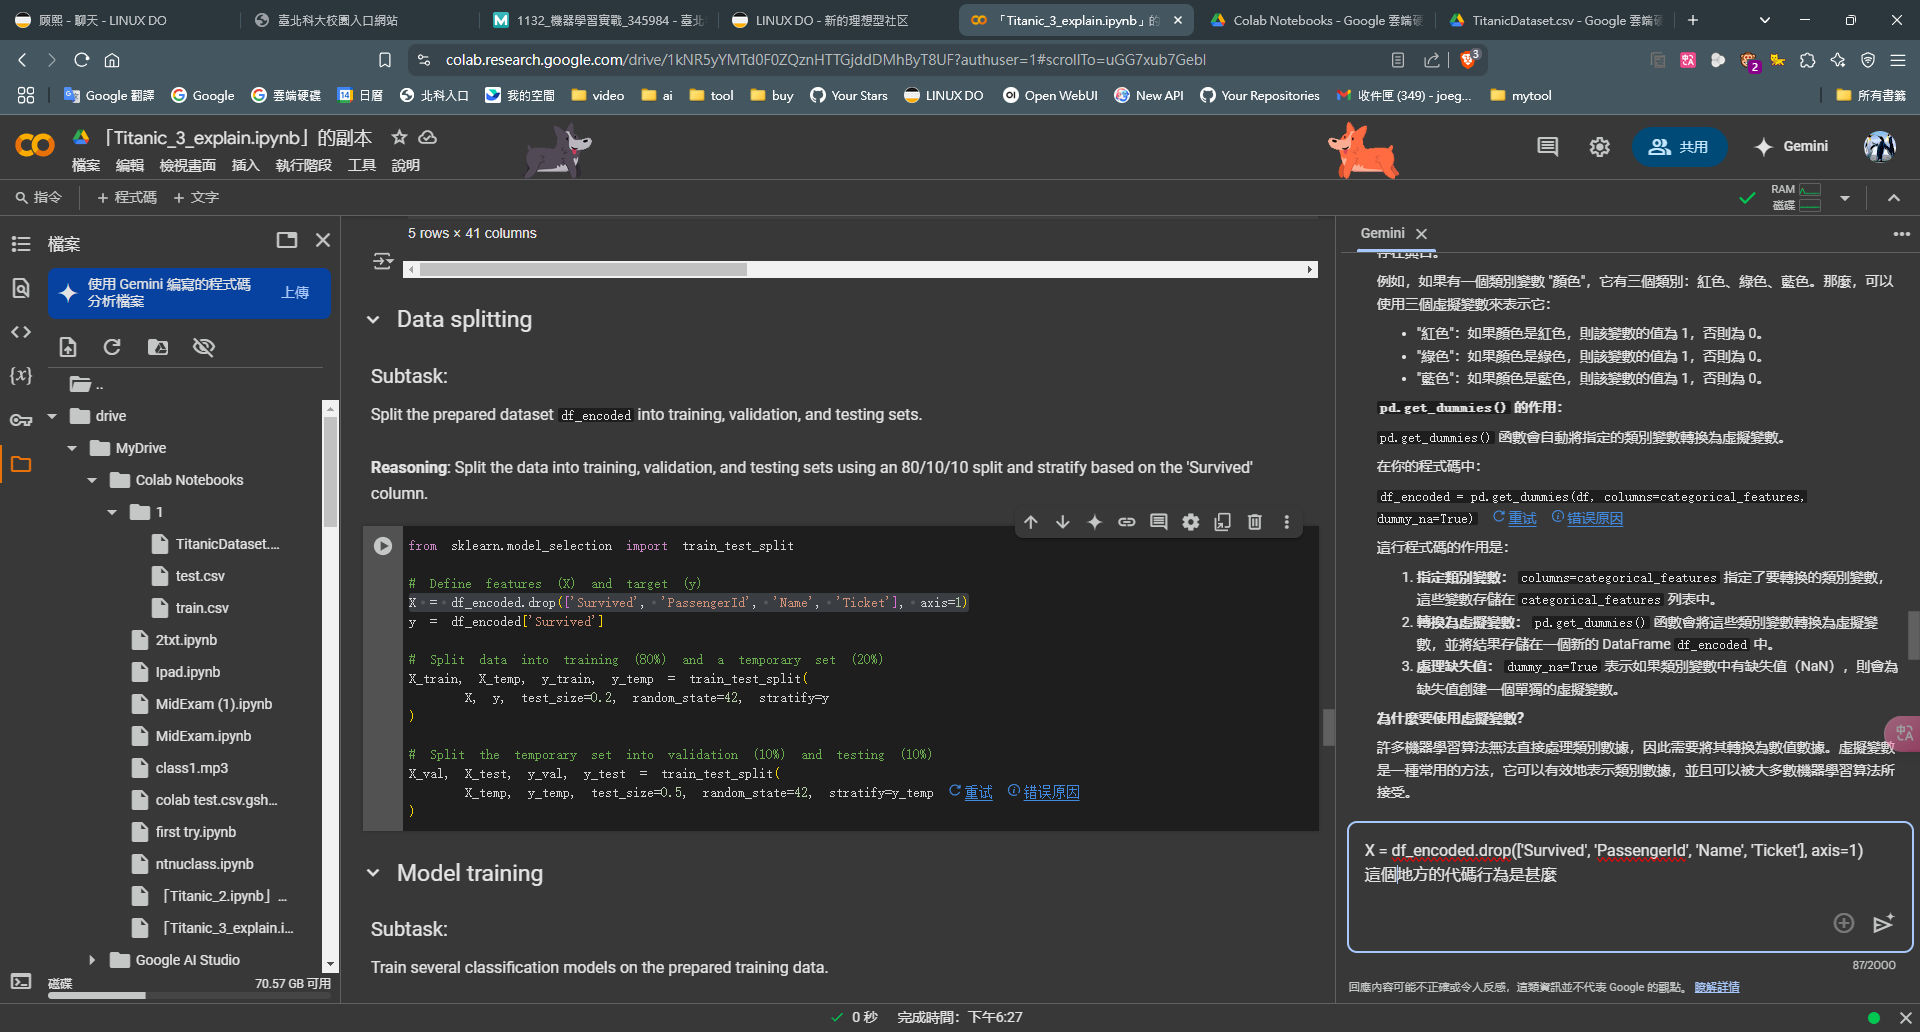 顾熙 - 聊天 - LINUX DO
臺北科大校園入口網站
1132_機器學習實戰_345984 - 臺北
LINUX DO - 新的理想型社区
「Titanic_3_explain.ipynb」的
Colab Notebooks - Google 雲端硬
TitanicDataset.csv - Google 雲端硬
colab.research.google.com/drive/1kNR5yYMTd0F0ZQznHTTGjddDMhByT8UF?authuser=1#scrollTo=uGG7xub7GebI
3
2
Google 翻譯
Google
雲端硬碟
日曆
北科入口
我的空間
video
ai
tool
buy
Your Stars
LINUX DO
Open WebUI
New API
Your Repositories
收件匣 (349) - joeg...
mytool
所有書籤
「Titanic_3_explain.ipynb」的副本
檔案 編輯 檢視畫面 插入 執行階段 工具 說明
共用
Gemini
指令
+ 程式碼 + 文字
RAM
磁碟
檔案
使用 Gemini 編寫的程式碼
分析檔案
上傳
..
drive
MyDrive
Colab Notebooks
1
TitanicDataset....
test.csv
train.csv
2txt.ipynb
Ipad.ipynb
MidExam (1).ipynb
MidExam.ipynb
class1.mp3
colab test.csv.gsh...
first try.ipynb
ntnuclass.ipynb
「Titanic_2.ipynb」...
「Titanic_3_explain.i...
Google AI Studio
磁碟
70.57 GB 可用
5 rows × 41 columns
Data splitting
Subtask:
Split the prepared dataset df_encoded into training, validation, and testing sets.
Reasoning: Split the data into training, validation, and testing sets using an 80/10/10 split and stratify based on the 'Survived'
column.
from sklearn.model_selection import train_test_split
# Define features (X) and target (y)
X = df_encoded.drop(['Survived', 'PassengerId', 'Name', 'Ticket'], axis=1)
y = df_encoded['Survived']
# Split data into training (80%) and a temporary set (20%)
X_train, X_temp, y_train, y_temp = train_test_split(
X, y, test_size=0.2, random_state=42, stratify=y
)
# Split the temporary set into validation (10%) and testing (10%)
X_val, X_test, y_val, y_test = train_test_split(
X_temp, y_temp, test_size=0.5, random_state=42, stratify=y_temp 重试 错误原因
)
Model training
Subtask:
Train several classification models on the prepared training data.
Gemini
例如，如果有一個類別變數 "顏色"，它有三個類別：紅色、綠色、藍色。那麼，可以
使用三個虛擬變數來表示它：
• "紅色"：如果顏色是紅色，則該變數的值為 1，否則為 0。
• "綠色"：如果顏色是綠色，則該變數的值為 1，否則為 0。
• "藍色"：如果顏色是藍色，則該變數的值為 1，否則為 0。
pd.get_dummies() 的作用：
pd.get_dummies() 函數會自動將指定的類別變數轉換為虛擬變數。
在你的程式碼中：
df_encoded = pd.get_dummies(df, columns=categorical_features,
dummy_na=True) 重试 错误原因
這行程式碼的作用是：
1. 指定類別變數： columns=categorical_features 指定了要轉換的類別變數，
這些變數存儲在 categorical_features 列表中。
2. 轉換為虛擬變數： pd.get_dummies() 函數會將這些類別變數轉換為虛擬變
數，並將結果存儲在一個新的 DataFrame df_encoded 中。
3. 處理缺失值： dummy_na=True 表示如果類別變數中有缺失值（NaN），則會為
缺失值創建一個單獨的虛擬變數。
為什麼要使用虛擬變數？
許多機器學習算法無法直接處理類別數據，因此需要將其轉換為數值數據。虛擬變數
是一種常用的方法，它可以有效地表示類別數據，並且可以被大多數機器學習算法所
接受。
X = df_encoded.drop(['Survived', 'PassengerId', 'Name', 'Ticket'], axis=1)
這個地方的代碼行為是甚麼
87/2000
回應內容可能不正確或令人反感，這類資訊並不代表 Google 的觀點。 瞭解詳情
0 秒 完成時間：下午6:27